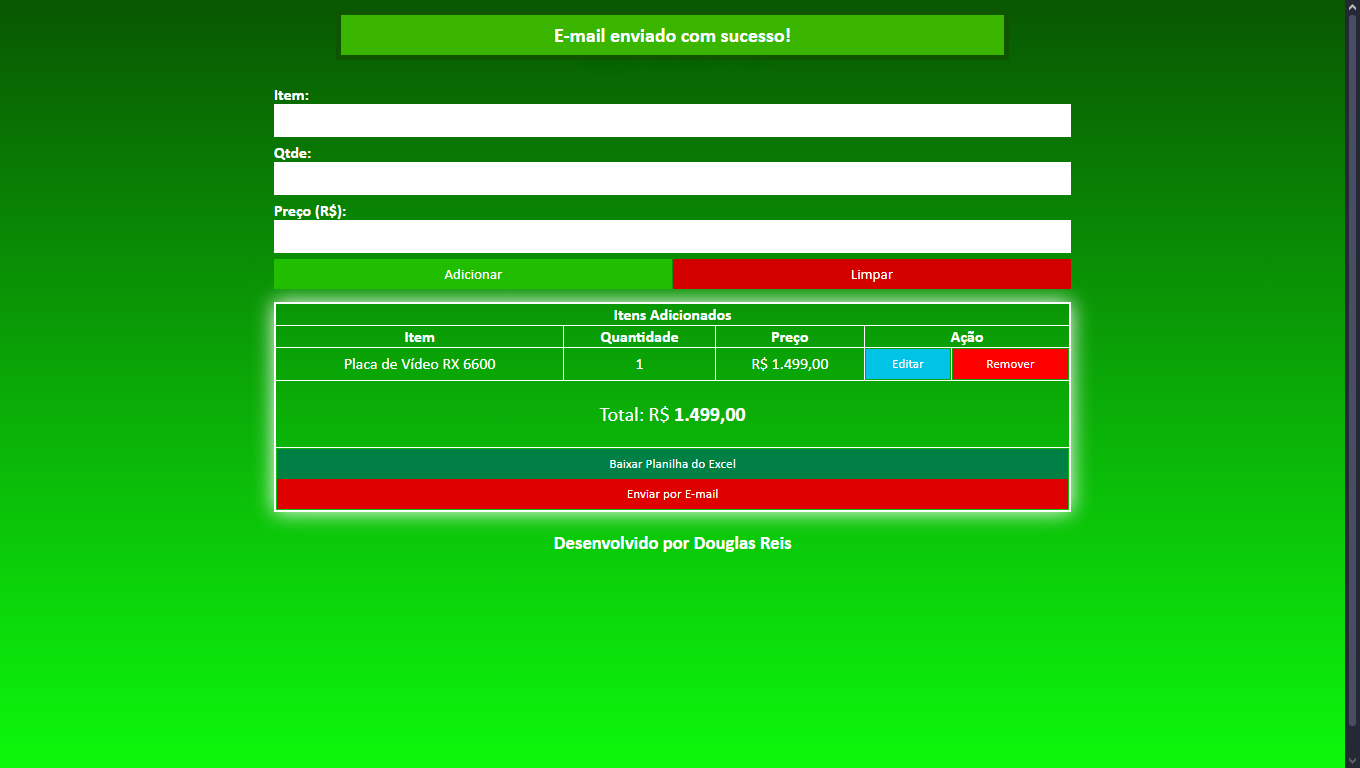 E-mail enviado com sucesso!
Item:
Qtde:
Preço (R$):
Adicionar Limpar
Itens Adicionados
Item Quantidade Preço Ação
Placa de Vídeo RX 6600 1 R$ 1.499,00 Editar Remover
Total: R$ 1.499,00
Baixar Planilha do Excel
Enviar por E-mail
Desenvolvido por Douglas Reis